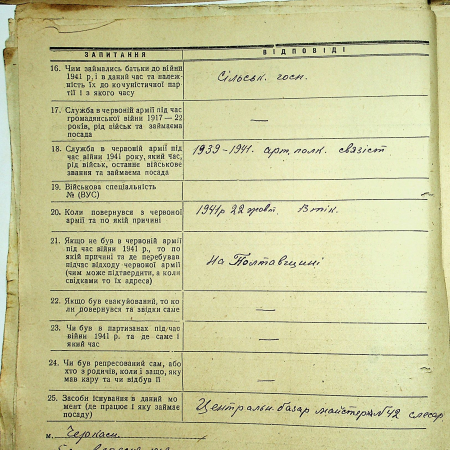 ЗАПИТАННЯ ВІДПОВІДІ
16. Чим займались батьки до війни
1941 р., і в даний час та належ-
ність їх до комуністичної пар-
тії і з якого часу
Сільськ. госп.
17. Служба в червоній армії під час
громадянської війни 1917 — 22
років, рід військ та займаєма
посада
—
18. Служба в червоній армії під
час війни 1941 року, який час,
рід військ, останнє військове
звання та займаєма посада
1939-1941. арт. полк. связіст
19. Військова спеціальність
№ (ВУС)
20. Коли повернувся з червоної
армії та по якій причині
1941р 22 жовт. Втік.
21. Якщо не був в червоній армії
під час війни 1941 р., то по
якій причині та де перебував
підчас відходу червоної армії
(чим може підтвердити, а коли
свідками то їх адреса)
на Полтавщині
22. Якщо був евакуйований, то ко-
ли повернувся та звідки саме
—
23. Чи був в партизанах під час
війни 1941 р. та де саме і
який час
—
24. Чи був репресований сам, або
хто з родичів, коли і защо, яку
мав кару та чи відбув її
—
25. Засоби існування в даний мо-
мент (де працює і яку займає
посаду)
Центральн. базар майстерня №42 слесар
м. Черкаси